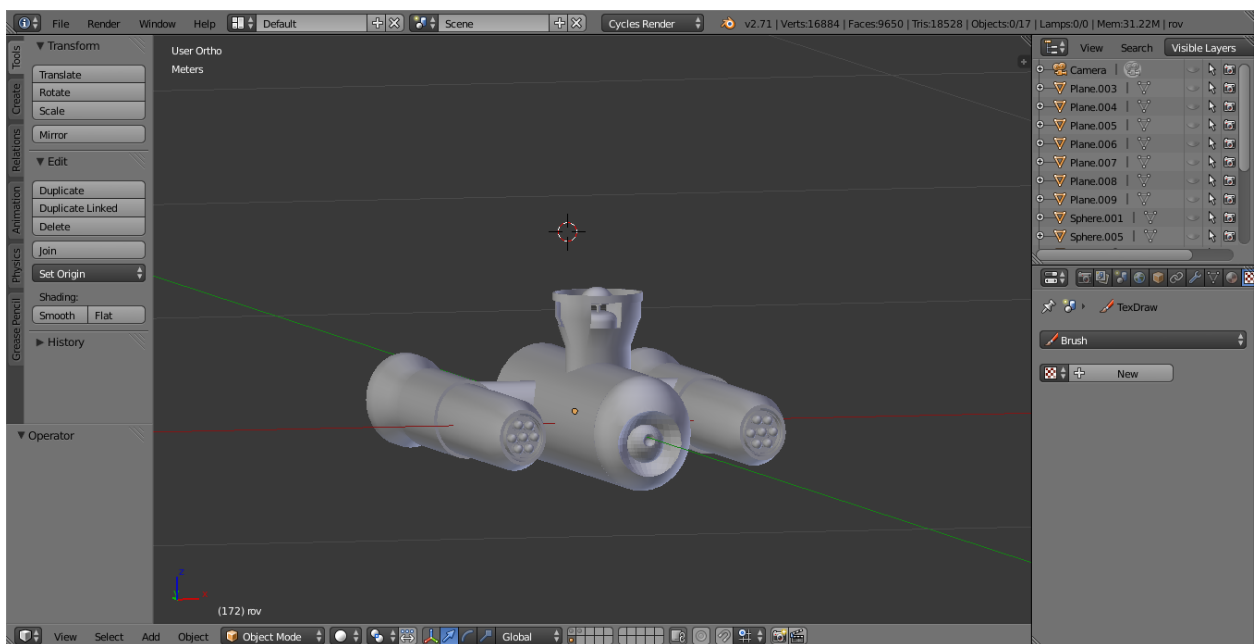 File Render Window Help Default Scene Cycles Render v2.71 | Verts:16884 | Faces:9650 | Tris:18528 | Objects:0/17 | Lamps:0/0 | Mem:31.22M | rov
Tools
Create
Relations
Animation
Physics
Grease Pencil
Transform
Translate
Rotate
Scale
Mirror
Edit
Duplicate
Duplicate Linked
Delete
Join
Set Origin
Shading:
Smooth Flat
History
Operator
User Ortho
Meters
z
x
(172) rov
View Search Visible Layers
Camera
Plane.003
Plane.004
Plane.005
Plane.006
Plane.007
Plane.008
Plane.009
Sphere.001
Sphere.005
TexDraw
Brush
New
View Select Add Object Object Mode Global